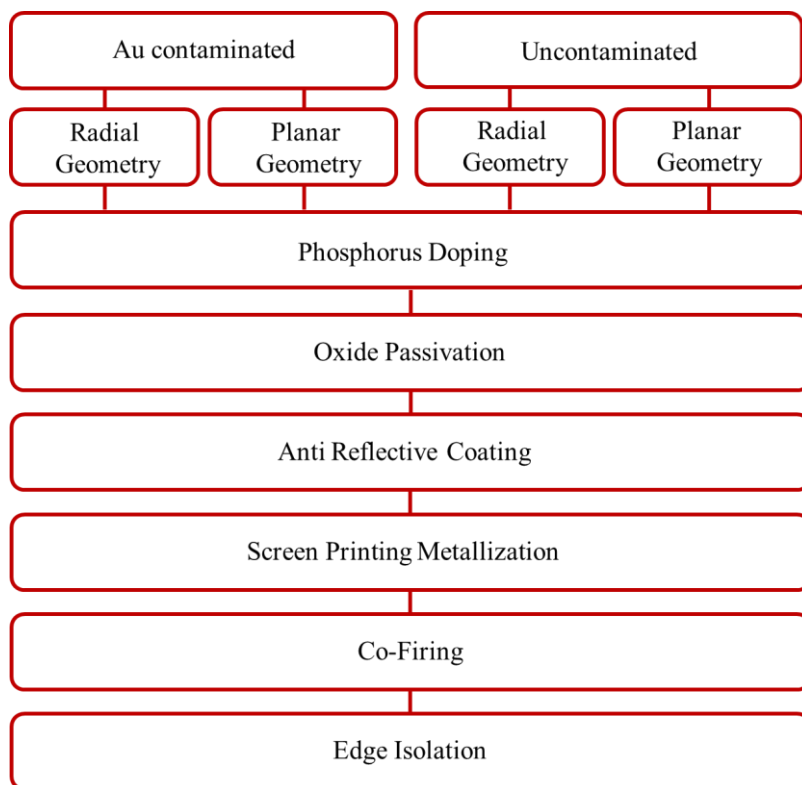 Au contaminated
Uncontaminated
Radial
Geometry
Planar
Geometry
Radial
Geometry
Planar
Geometry
Phosphorus Doping
Oxide Passivation
Anti Reflective Coating
Screen Printing Metallization
Co-Firing
Edge Isolation